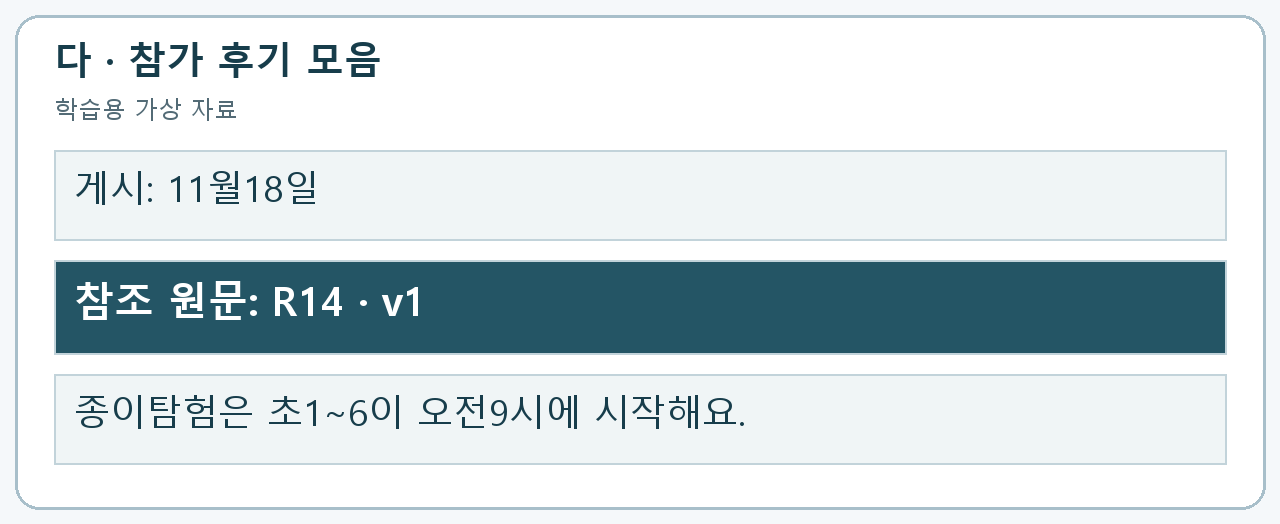 다 · 참가 후기 모음
학습용 가상 자료
게시: 11월18일
참조 원문: R14 · v1
종이탐험은 초1~6이 오전9시에 시작해요.